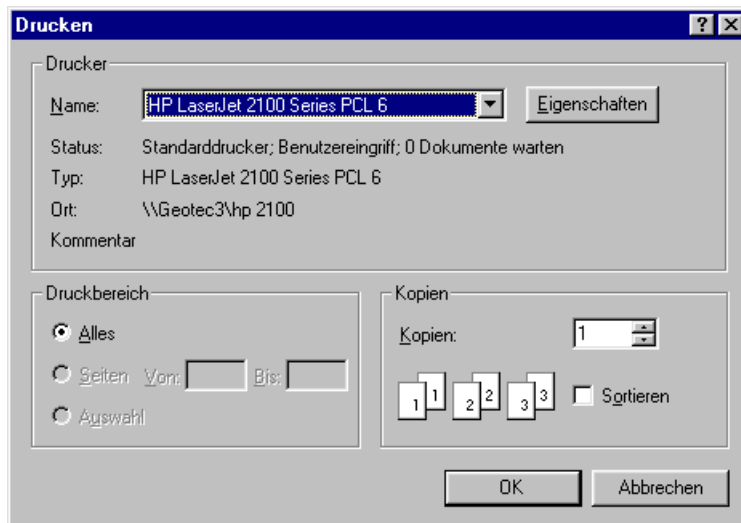 Drucken
Drucker
Name: HP LaserJet 2100 Series PCL 6 Eigenschaften
Status: Standarddrucker; Benutzereingriff; 0 Dokumente warten
Typ: HP LaserJet 2100 Series PCL 6
Ort: \\Geotec3\hp 2100
Kommentar
Druckbereich
Alles
Seiten Von: Bis:
Auswahl
Kopien
Kopien: 1
1 1 2 2 3 3 Sortieren
OK Abbrechen